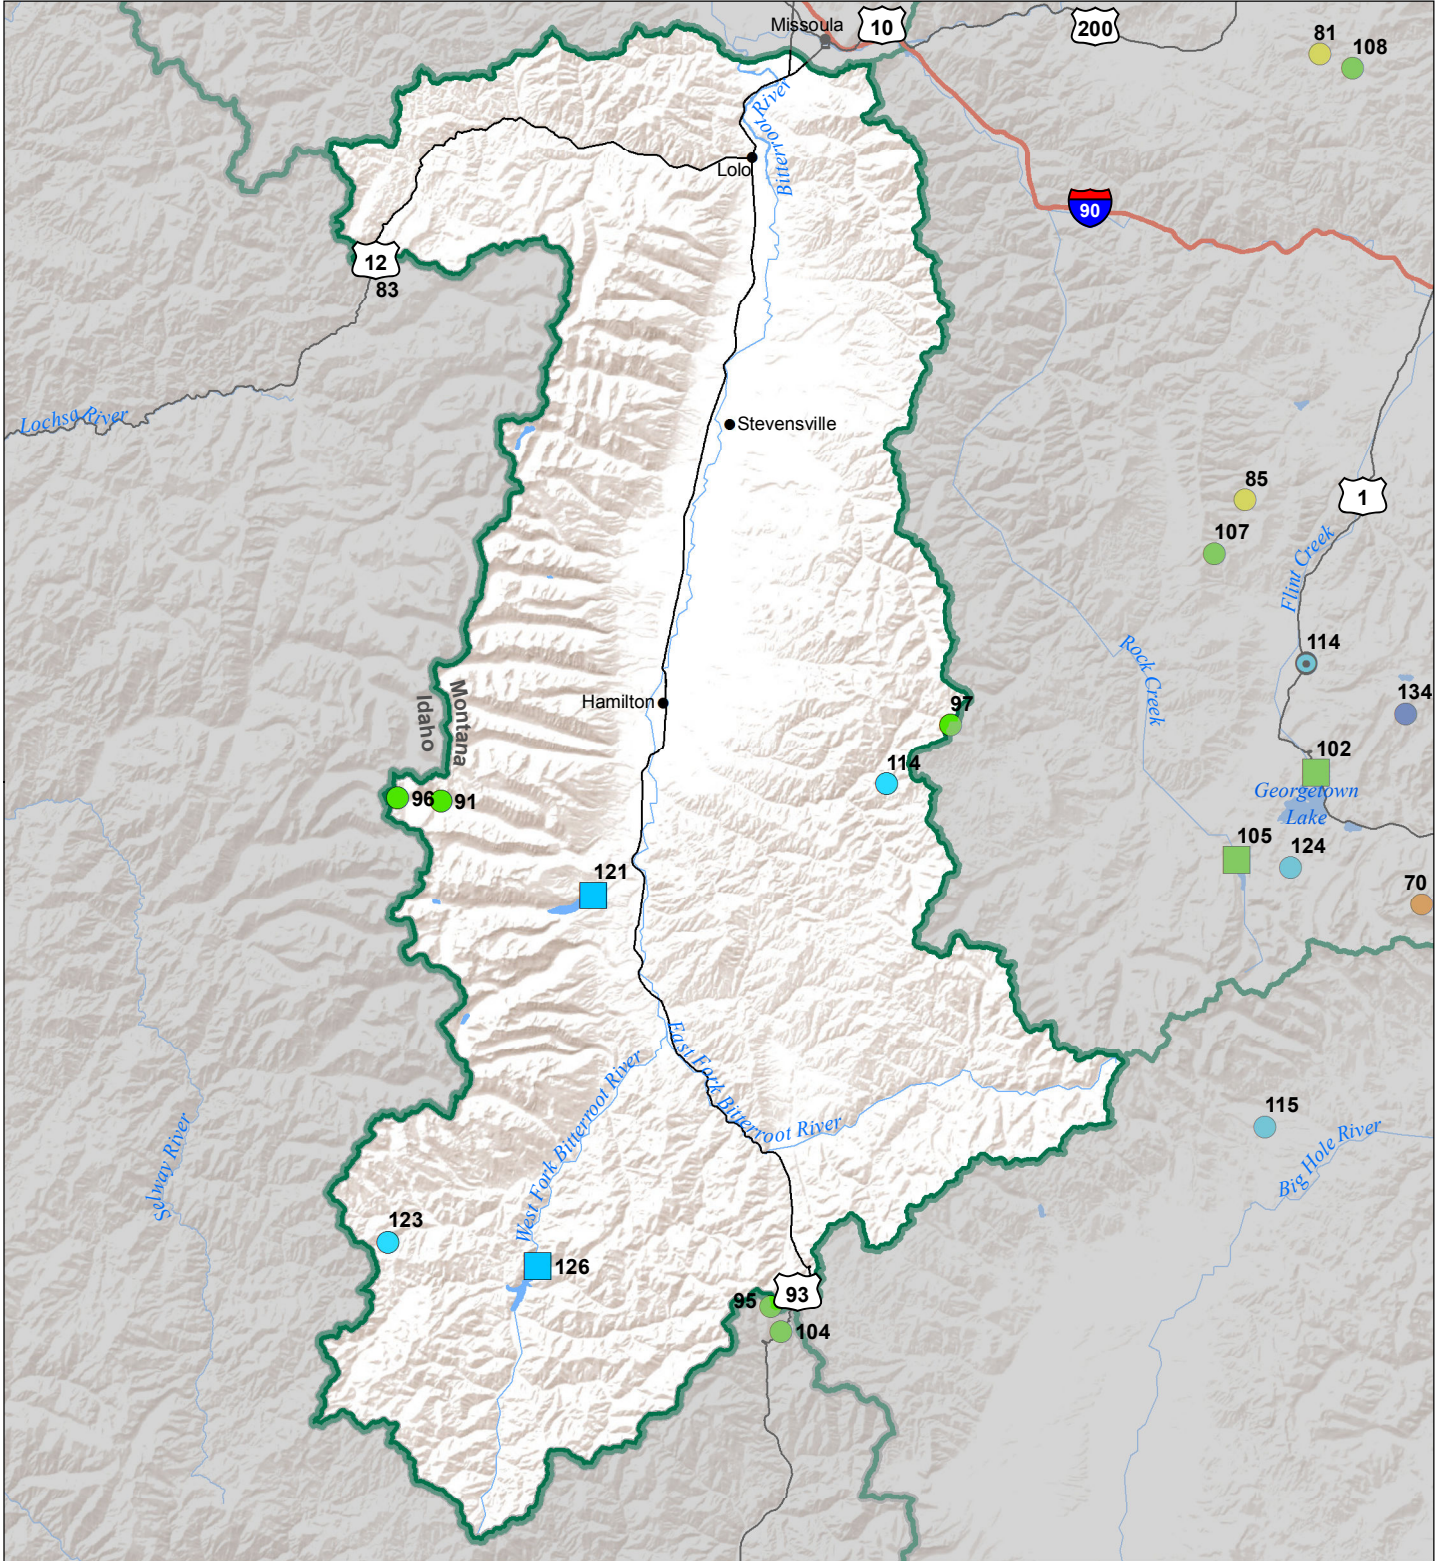 Missoula
10
200
81
108
Bitterroot River
Lolo
90
12
83
Lochsa River
Stevensville
85
1
107
Flint Creek
114
Rock Creek
Montana
Idaho
Hamilton
97
134
102
114
Georgetown
Lake
96
91
105
124
121
70
East Fork Bitterroot River
West Fork Bitterroot River
115
Big Hole River
Selway River
123
126
95
93
104